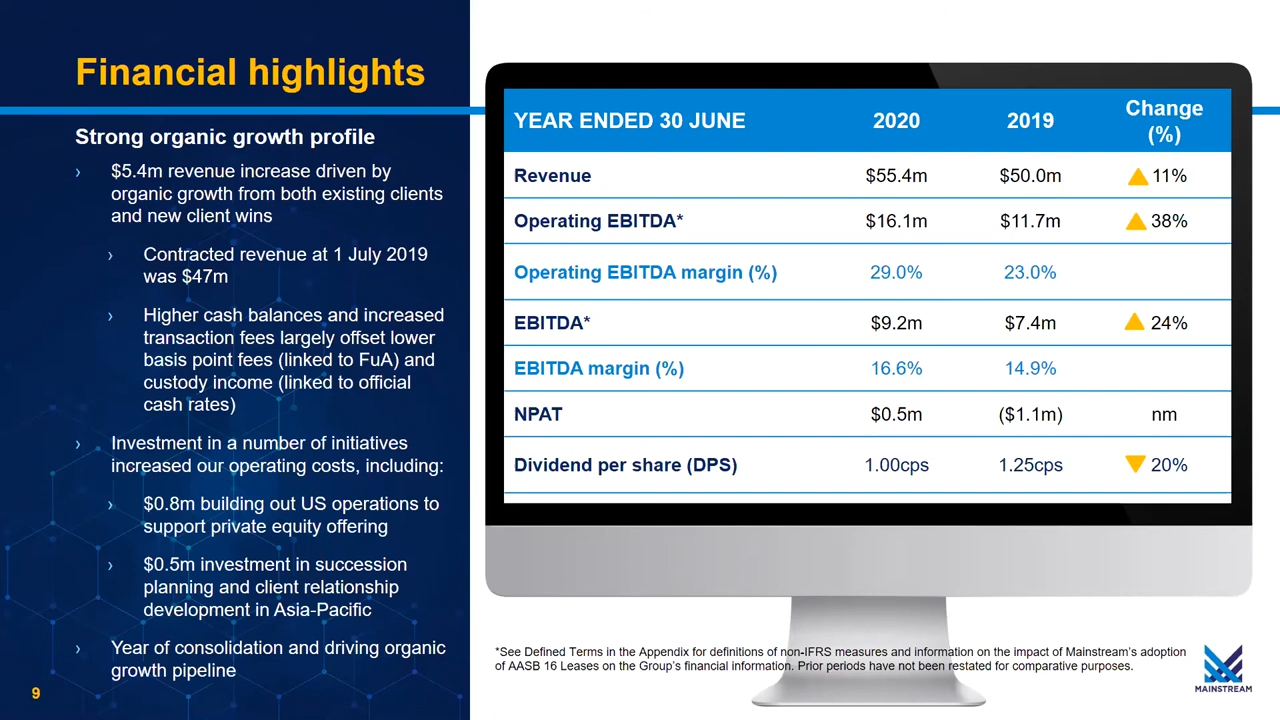 Financial highlights
Strong organic growth profile
› $5.4m revenue increase driven by
organic growth from both existing clients
and new client wins
› Contracted revenue at 1 July 2019
was $47m
› Higher cash balances and increased
transaction fees largely offset lower
basis point fees (linked to FuA) and
custody income (linked to official
cash rates)
› Investment in a number of initiatives
increased our operating costs, including:
› $0.8m building out US operations to
support private equity offering
› $0.5m investment in succession
planning and client relationship
development in Asia-Pacific
› Year of consolidation and driving organic
growth pipeline
9
YEAR ENDED 30 JUNE 2020 2019 Change
(%)
Revenue $55.4m $50.0m ▲ 11%
Operating EBITDA* $16.1m $11.7m ▲ 38%
Operating EBITDA margin (%) 29.0% 23.0%
EBITDA* $9.2m $7.4m ▲ 24%
EBITDA margin (%) 16.6% 14.9%
NPAT $0.5m ($1.1m) nm
Dividend per share (DPS) 1.00cps 1.25cps ▼ 20%
*See Defined Terms in the Appendix for definitions of non-IFRS measures and information on the impact of Mainstream's adoption
of AASB 16 Leases on the Group's financial information. Prior periods have not been restated for comparative purposes.
MAINSTREAM